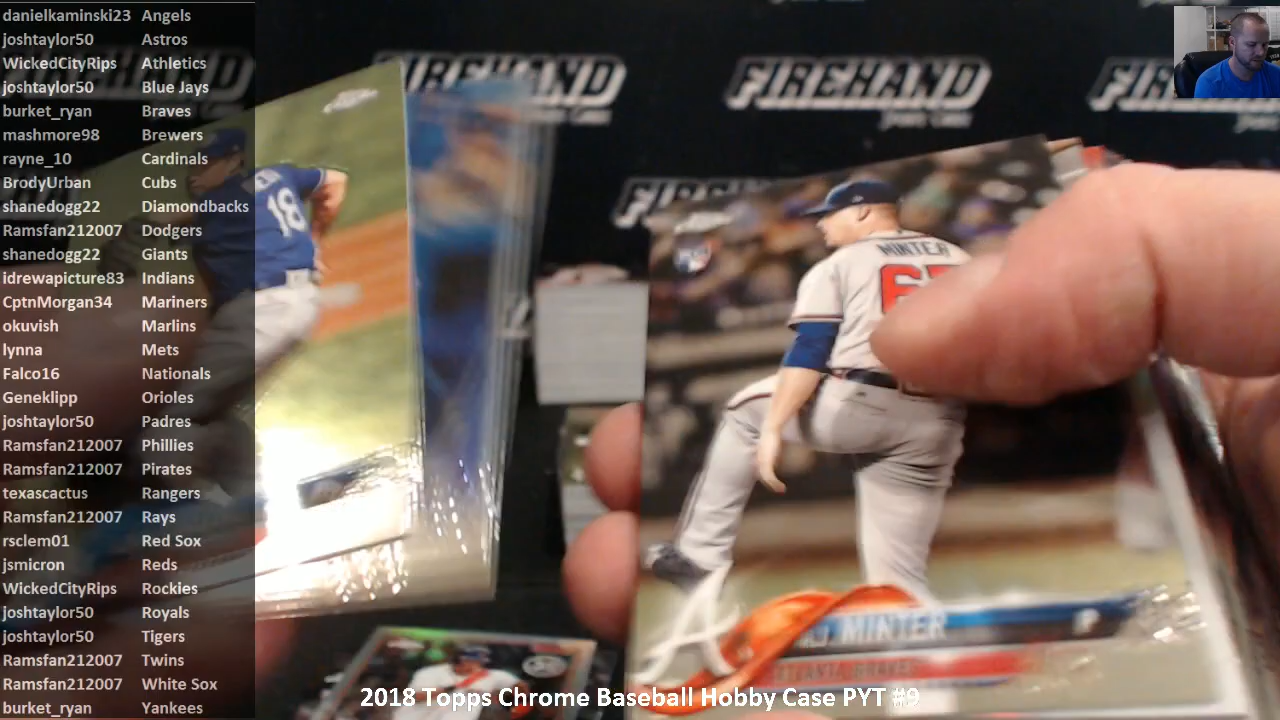 danielkaminski23 Angels
joshtaylor50 Astros
WickedCityRips Athletics
joshtaylor50 Blue Jays
burket_ryan Braves
mashmore98 Brewers
rayne_10 Cardinals
BrodyUrban Cubs
shanedogg22 Diamondbacks
Ramsfan212007 Dodgers
shanedogg22 Giants
idrewapicture83 Indians
CptnMorgan34 Mariners
okuvish Marlins
lynna Mets
Falco16 Nationals
Geneklipp Orioles
joshtaylor50 Padres
Ramsfan212007 Phillies
Ramsfan212007 Pirates
texascactus Rangers
Ramsfan212007 Rays
rsclem01 Red Sox
jsmicron Reds
WickedCityRips Rockies
joshtaylor50 Royals
joshtaylor50 Tigers
Ramsfan212007 Twins
Ramsfan212007 White Sox
burket_ryan Yankees
FIREHAND
FIREHAND
FIREHAND
FIREHAND
18
MINTER
A.J. MINTER P
ATLANTA BRAVES
2018 Topps Chrome Baseball Hobby Case PYT #9